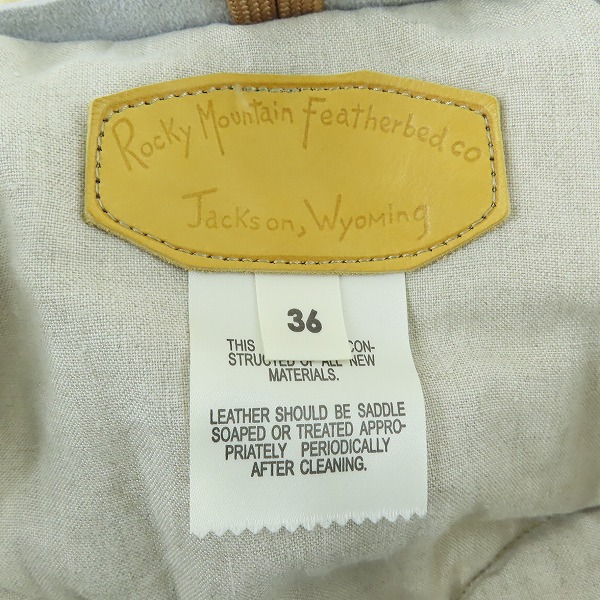 Rocky Mountain Featherbed co
Jackson, Wyoming
36
THIS CON-
STRUCTED OF ALL NEW
MATERIALS.
LEATHER SHOULD BE SADDLE
SOAPED OR TREATED APPRO-
PRIATELY PERIODICALLY
AFTER CLEANING.